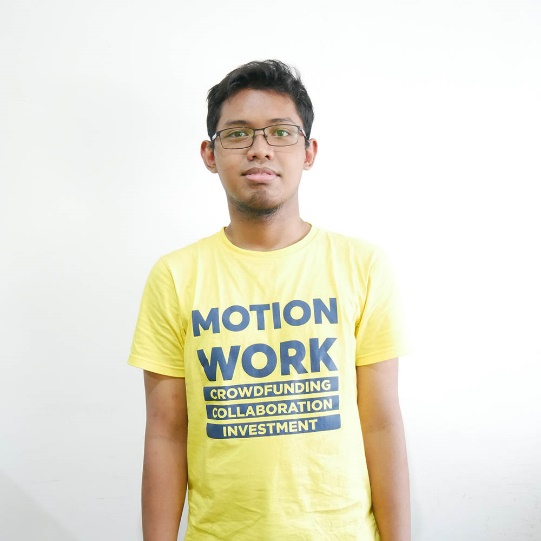 MOTION
WORK
CROWDFUNDING
COLLABORATION
INVESTMENT